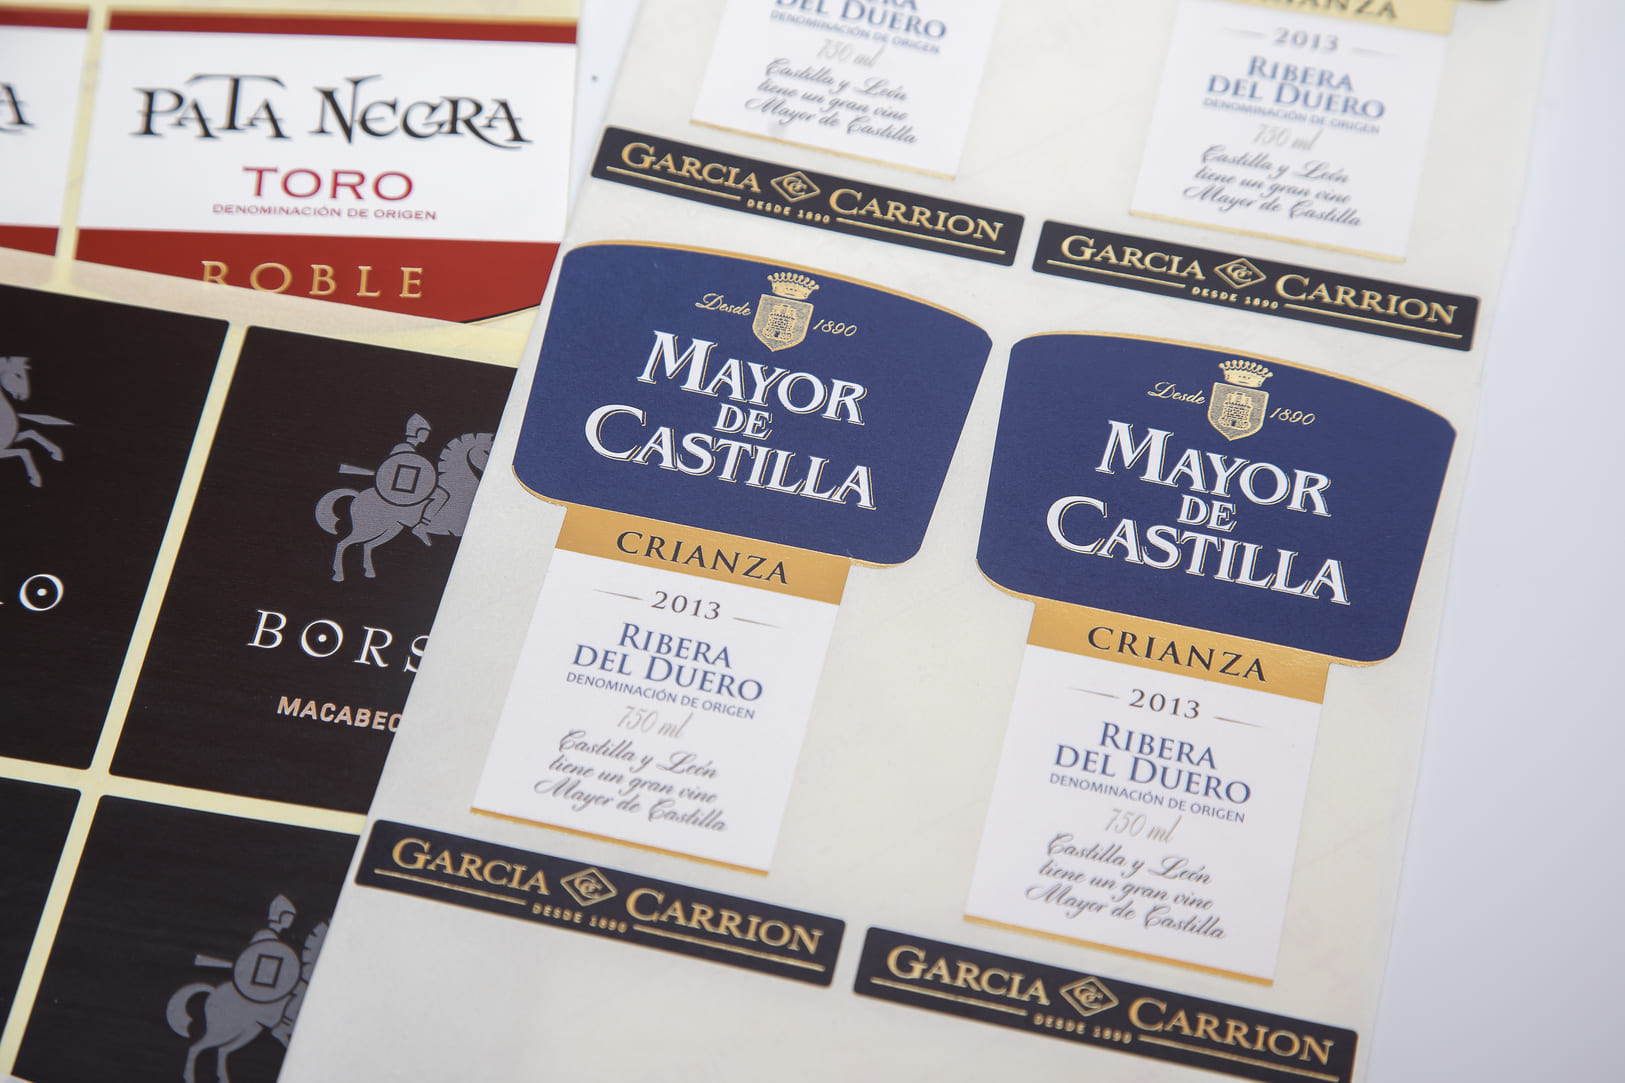 PATA NEGRA
TORO
DENOMINACIÓN DE ORIGEN
ROBLE
BORS
MACABEO
DEL DUERO
DENOMINACIÓN DE ORIGEN
750 ml
Castilla y León
tiene un gran vino
Mayor de Castilla
GARCIA GC CARRION
DESDE 1890
CRIANZA
2013
RIBERA
DEL DUERO
DENOMINACIÓN DE ORIGEN
750 ml
Castilla y León
tiene un gran vino
Mayor de Castilla
GARCIA GC CARRION
DESDE 1890
Desde 1890
MAYOR
DE
CASTILLA
CRIANZA
2013
RIBERA
DEL DUERO
DENOMINACIÓN DE ORIGEN
750 ml
Castilla y León
tiene un gran vino
Mayor de Castilla
GARCIA GC CARRION
DESDE 1890
Desde 1890
MAYOR
DE
CASTILLA
CRIANZA
2013
RIBERA
DEL DUERO
DENOMINACIÓN DE ORIGEN
750 ml
Castilla y León
tiene un gran vino
Mayor de Castilla
GARCIA GC CARRION
DESDE 1890